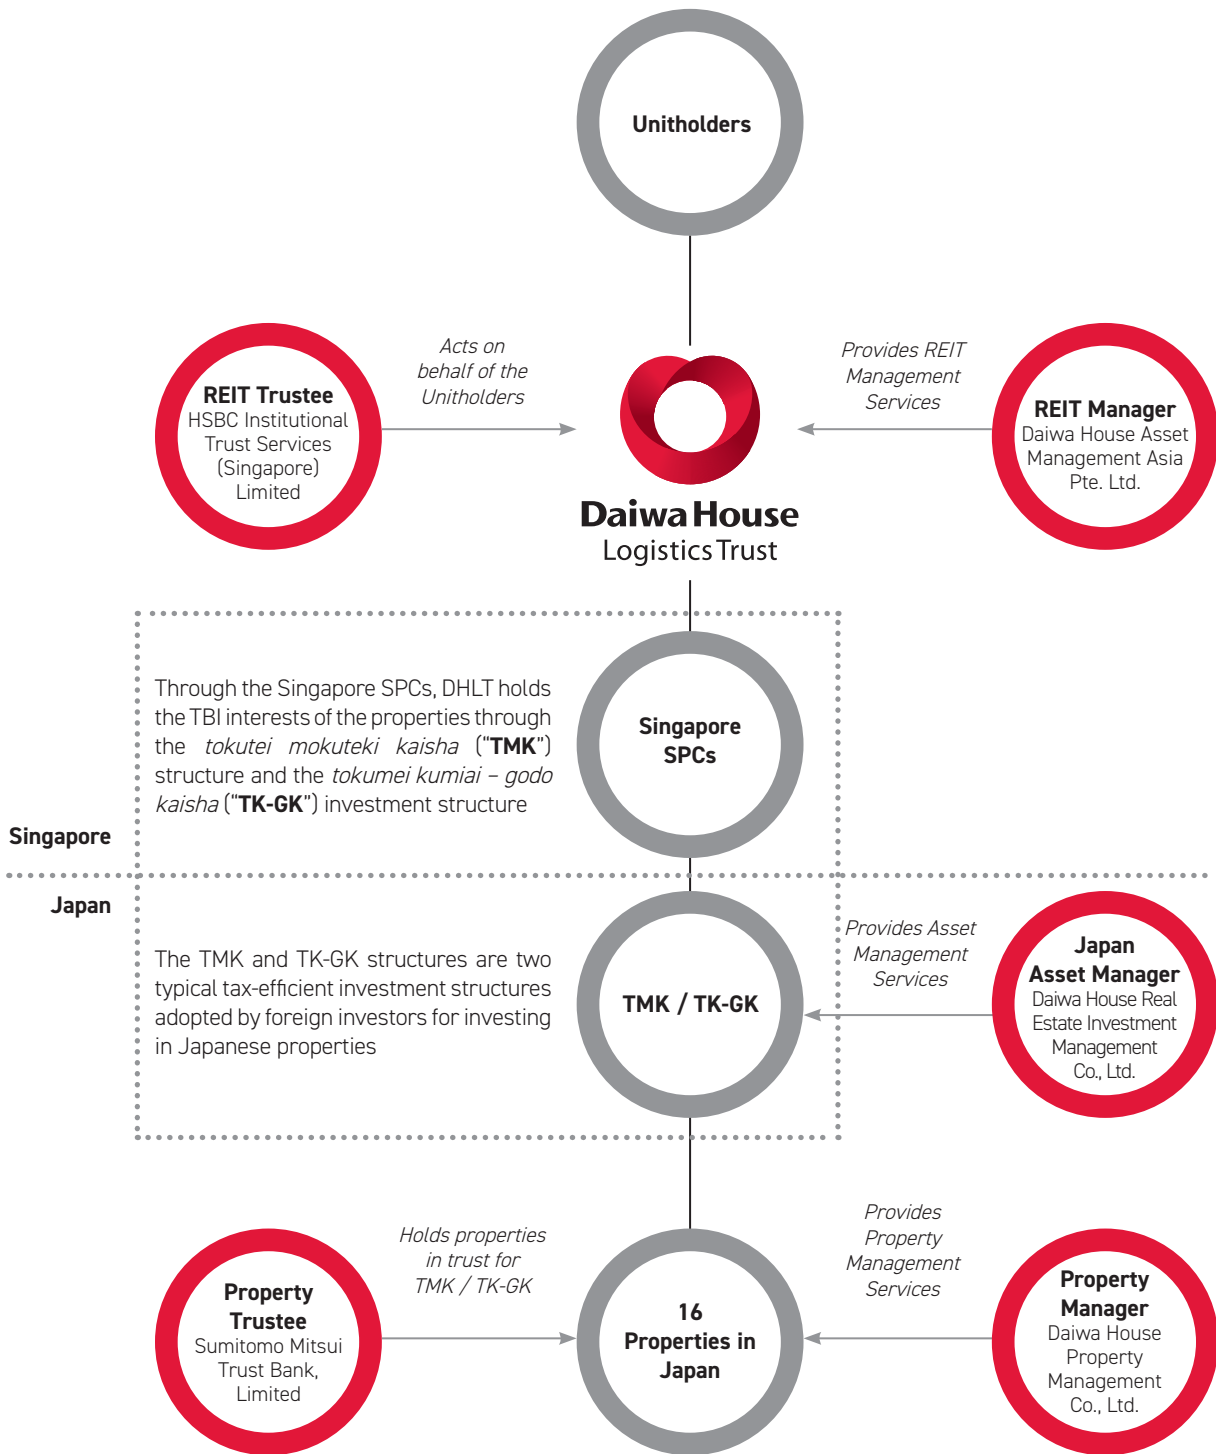 Unitholders
Acts on
behalf of the
Unitholders
Provides REIT
Management
Services
REIT Trustee
HSBC Institutional
Trust Services
(Singapore)
Limited
REIT Manager
Daiwa House Asset
Management Asia
Pte. Ltd.
Daiwa House
Logistics Trust
Through the Singapore SPCs, DHLT holds
the TBI interests of the properties through
the tokutei mokuteki kaisha (“TMK”)
structure and the tokumei kumiai – godo
kaisha (“TK-GK”) investment structure
Singapore
SPCs
Singapore
Japan
The TMK and TK-GK structures are two
typical tax-efficient investment structures
adopted by foreign investors for investing
in Japanese properties
TMK / TK-GK
Provides Asset
Management
Services
Japan
Asset Manager
Daiwa House Real
Estate Investment
Management
Co., Ltd.
Property
Trustee
Sumitomo Mitsui
Trust Bank,
Limited
Holds properties
in trust for
TMK / TK-GK
16
Properties in
Japan
Provides
Property
Management
Services
Property
Manager
Daiwa House
Property
Management
Co., Ltd.